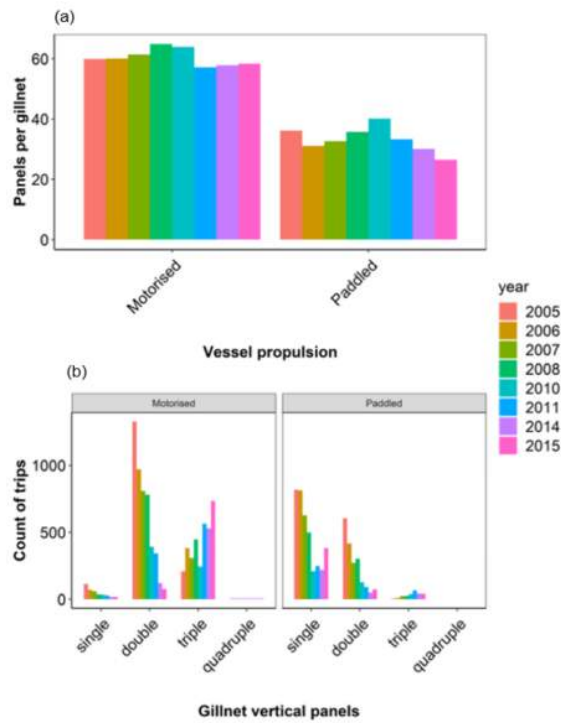 (a)
Panels per gillnet
60
40
20
0
Motorised
Paddled
Vessel propulsion
year
2005
2006
2007
2008
2010
2011
2014
2015
(b)
Motorised
Paddled
Count of trips
1000
500
0
single
double
triple
quadruple
single
double
triple
quadruple
Gillnet vertical panels